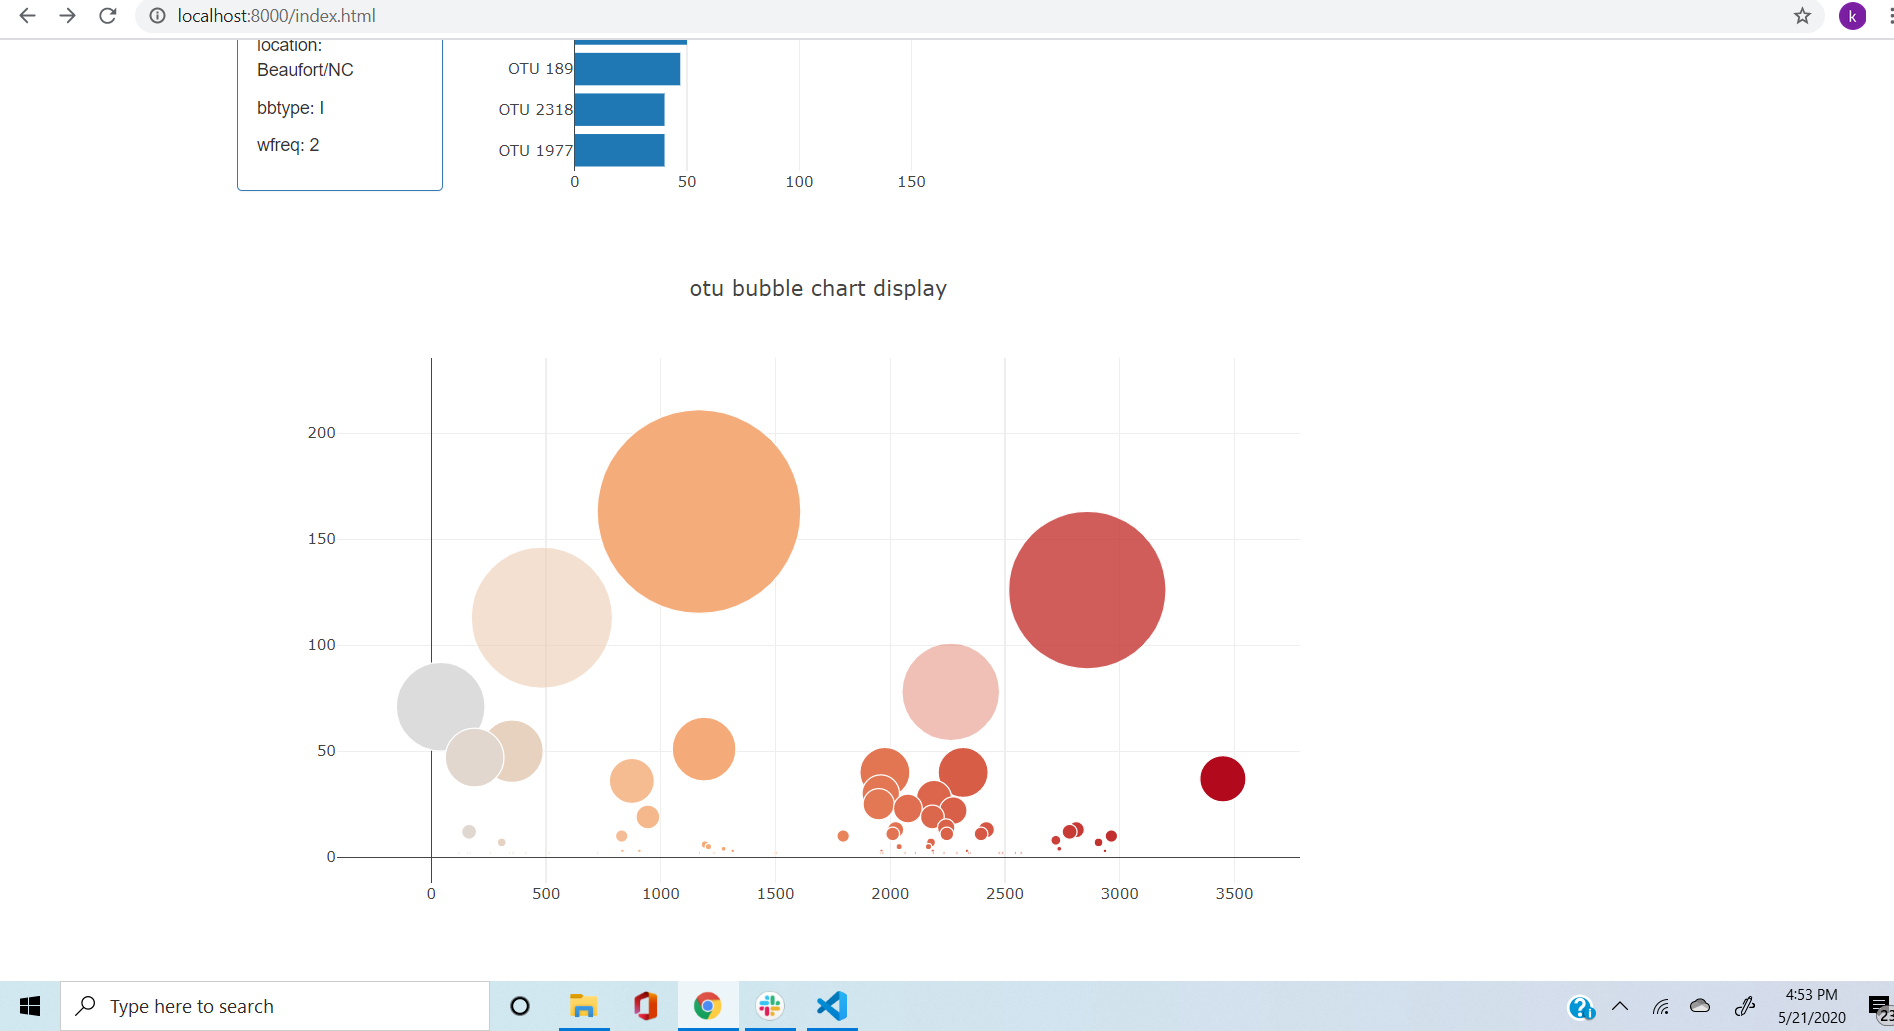 localhost:8000/index.html
k
location:
Beaufort/NC
bbtype: I
wfreq: 2
OTU 189
OTU 2318
OTU 1977
0 50 100 150
otu bubble chart display
200
150
100
50
0
0 500 1000 1500 2000 2500 3000 3500
Type here to search
4:53 PM
5/21/2020
23